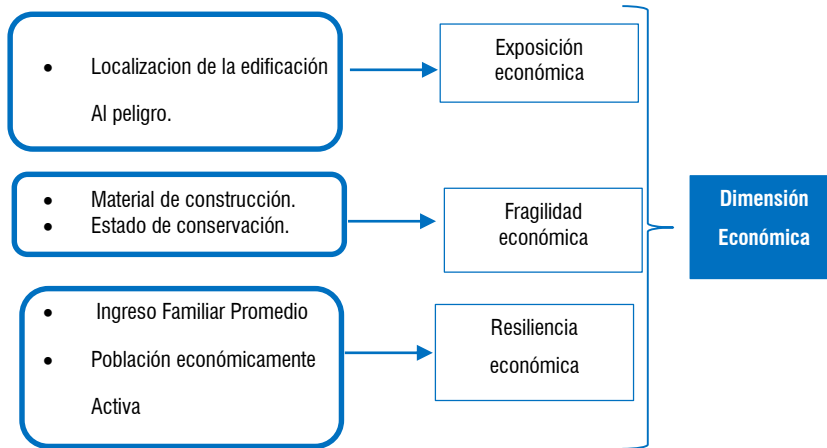 • Localizacion de la edificación
Al peligro.
Exposición
económica
• Material de construcción.
• Estado de conservación.
Fragilidad
económica
• Ingreso Familiar Promedio
• Población económicamente
Activa
Resiliencia
económica
Dimensión
Económica